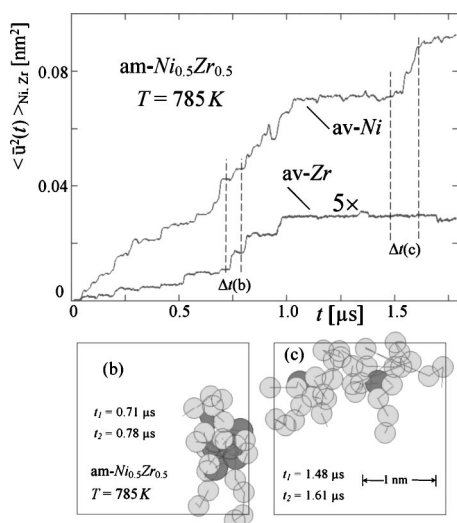 < ū²(t) >Ni, Zr [nm²]
0.08
0.04
0
am-Ni0.5Zr0.5
T = 785 K
av-Ni
av-Zr
5×
Δt(b)
Δt(c)
0 0.5 1.0 1.5
t [µs]
(b)
t1 = 0.71 µs
t2 = 0.78 µs
am-Ni0.5Zr0.5
T = 785K
(c)
t1 = 1.48 µs
t2 = 1.61 µs
1 nm